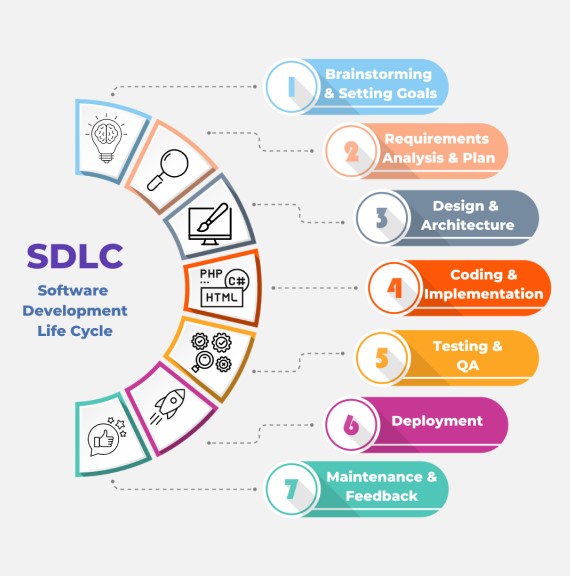 SDLC
Software
Development
Life Cycle
PHP
...
C#
HTML
1
Brainstorming
& Setting Goals
2
Requirements
Analysis & Plan
3
Design &
Architecture
4
Coding &
Implementation
5
Testing &
QA
6
Deployment
7
Maintenance &
Feedback